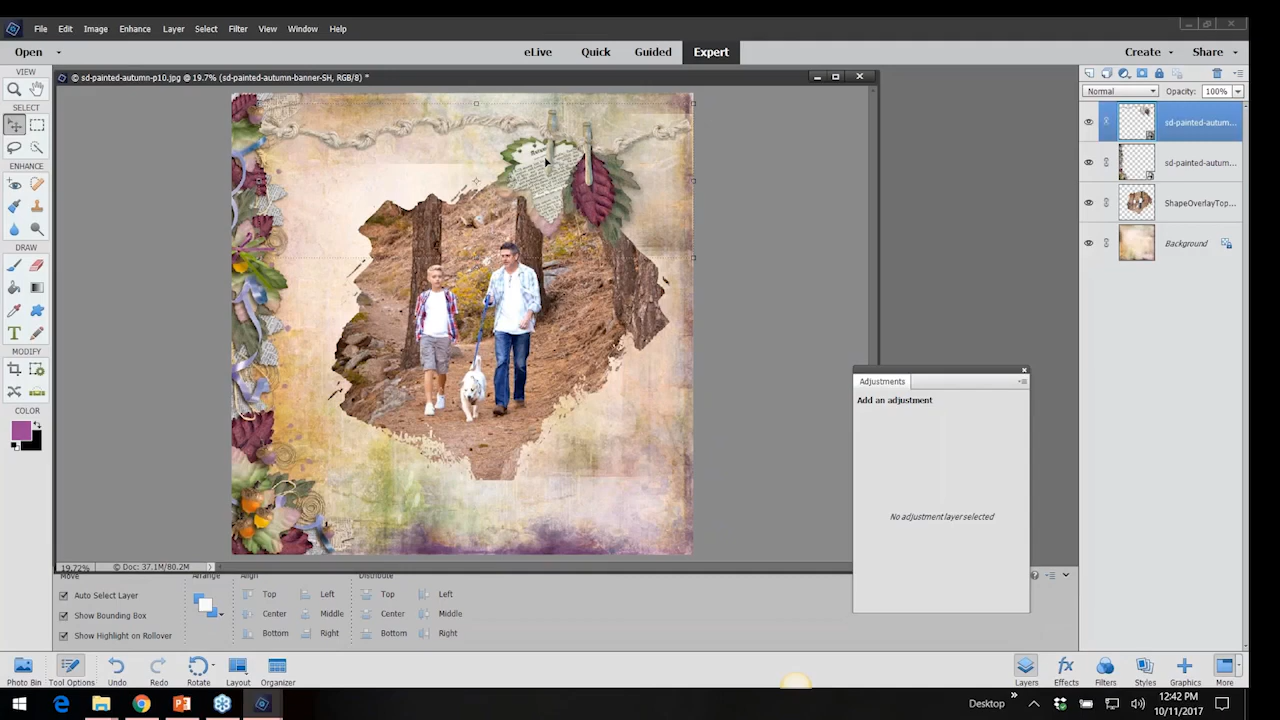 File Edit Image Enhance Layer Select Filter View Window Help
Open eLive Quick Guided Expert Create Share
© sd-painted-autumn-p10.jpg @ 19.7% (sd-painted-autumn-banner-SH, RGB/8) *
VIEW
SELECT
ENHANCE
DRAW
MODIFY
COLOR
Normal Opacity: 100%
sd-painted-autum...
sd-painted-autum...
ShapeOverlayTop...
Background
Adjustments
Add an adjustment
No adjustment layer selected
19.72% © Doc: 37.1M/80.2M
Move Arrange Align Distribute
Auto Select Layer Top Left Top Left
Show Bounding Box Center Middle Center Middle
Show Highlight on Rollover Bottom Right Bottom Right
Photo Bin Tool Options Undo Redo Rotate Layout Organizer Layers Effects Filters Styles Graphics More
Desktop
12:42 PM
10/11/2017